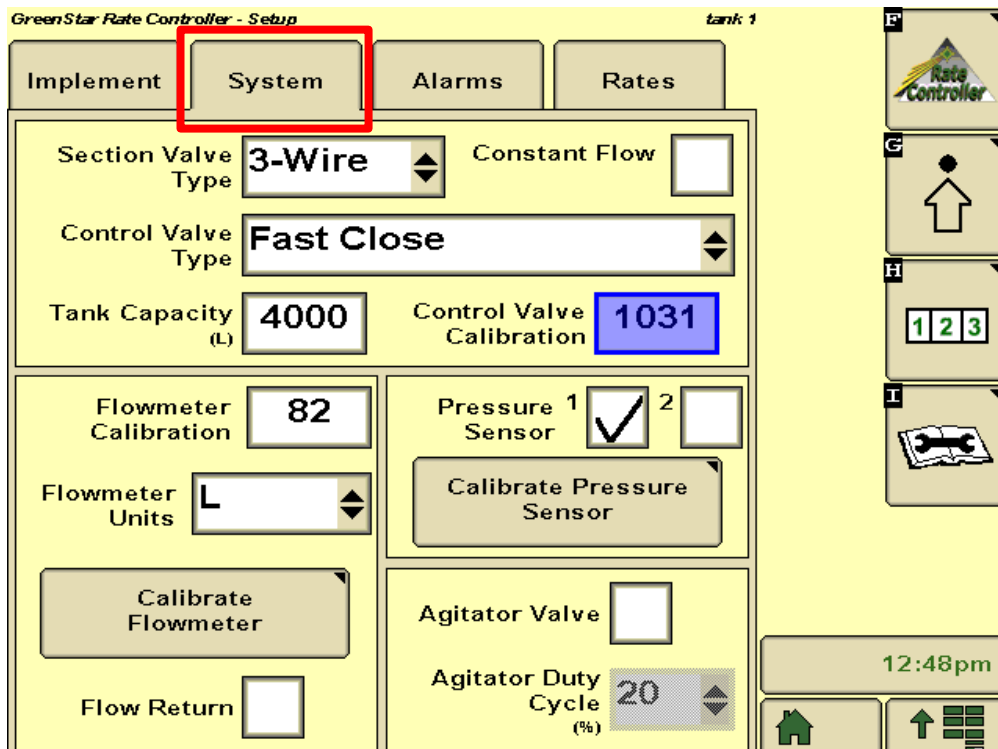 GreenStar Rate Controller - Setup
tank 1
Implement
System
Alarms
Rates
F
Rate
Controller
Section Valve
Type
3-Wire
Constant Flow
G
Control Valve
Type
Fast Close
H
Tank Capacity
(L)
4000
Control Valve
Calibration
1031
1 2 3
Flowmeter
Calibration
82
Pressure
Sensor
1
2
I
Flowmeter
Units
L
Calibrate Pressure
Sensor
Calibrate
Flowmeter
Agitator Valve
Flow Return
Agitator Duty
Cycle
(%)
20
12:48pm